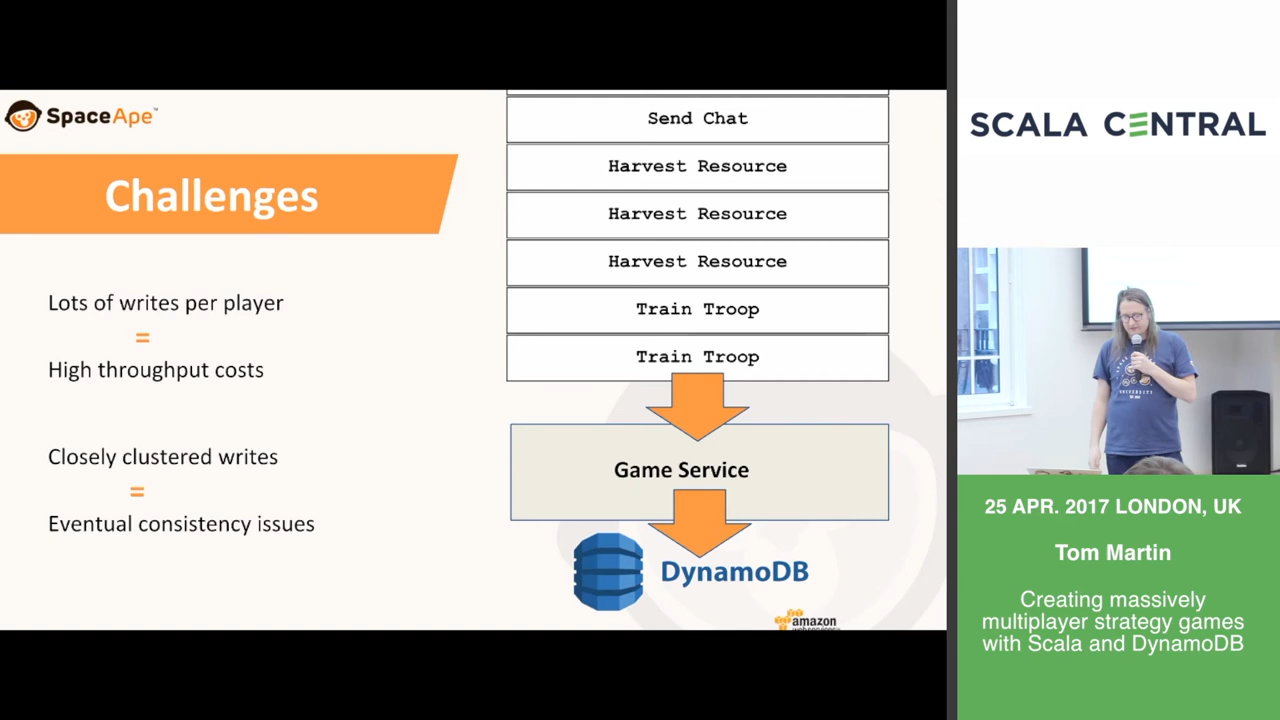 SpaceApe™
Challenges
Lots of writes per player
=
High throughput costs
Closely clustered writes
=
Eventual consistency issues
Send Chat
Harvest Resource
Harvest Resource
Harvest Resource
Train Troop
Train Troop
Game Service
DynamoDB
amazon
SCALA CENTRAL
25 APR. 2017 LONDON, UK
Tom Martin
Creating massively
multiplayer strategy games
with Scala and DynamoDB